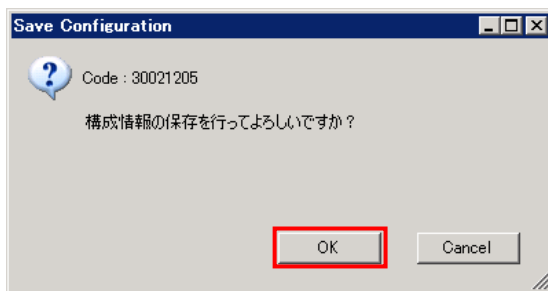 Save Configuration
Code : 30021205
構成情報の保存を行ってよろしいですか？
OK
Cancel